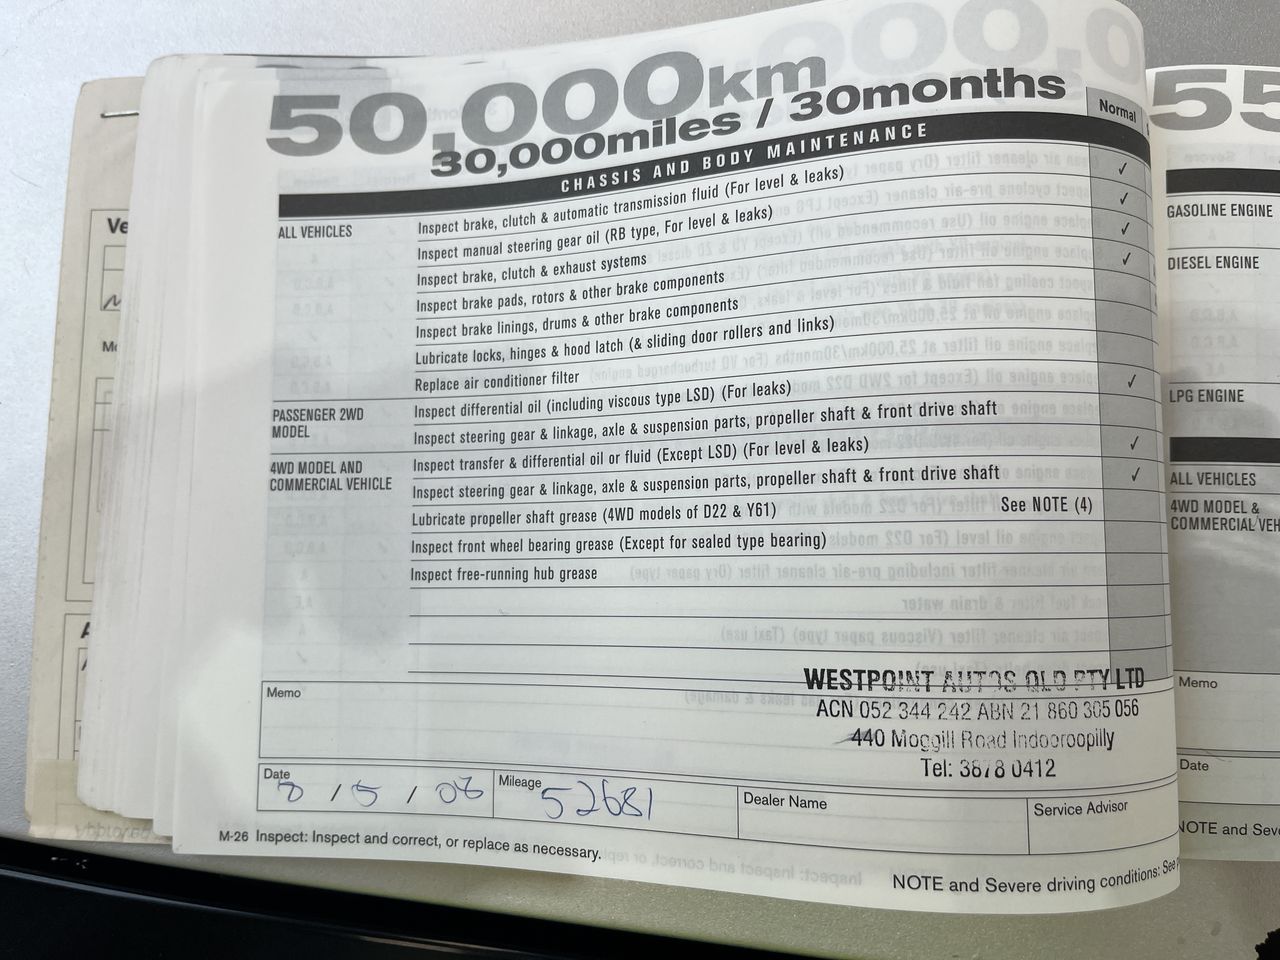 50,000km
30,000miles / 30months
Normal
CHASSIS AND BODY MAINTENANCE
ALL VEHICLES
Inspect brake, clutch & automatic transmission fluid (For level & leaks) ✓
Inspect manual steering gear oil (RB type, For level & leaks) ✓
Inspect brake, clutch & exhaust systems ✓
Inspect brake pads, rotors & other brake components ✓
Inspect brake linings, drums & other brake components
Lubricate locks, hinges & hood latch (& sliding door rollers and links)
Replace air conditioner filter
PASSENGER 2WD
MODEL
Inspect differential oil (including viscous type LSD) (For leaks) ✓
Inspect steering gear & linkage, axle & suspension parts, propeller shaft & front drive shaft
4WD MODEL AND
COMMERCIAL VEHICLE
Inspect transfer & differential oil or fluid (Except LSD) (For level & leaks) ✓
Inspect steering gear & linkage, axle & suspension parts, propeller shaft & front drive shaft ✓
Lubricate propeller shaft grease (4WD models of D22 & Y61) See NOTE (4)
Inspect front wheel bearing grease (Except for sealed type bearing)
Inspect free-running hub grease
Memo
WESTPOINT AUTOS QLD PTY LTD
ACN 052 344 242 ABN 21 860 305 056
440 Moggill Road Indooroopilly
Tel: 3878 0412
Date
8 / 5 / 08
Mileage
52681
Dealer Name
Service Advisor
M-26 Inspect: Inspect and correct, or replace as necessary.
NOTE and Severe driving conditions: See
55
GASOLINE ENGINE
DIESEL ENGINE
LPG ENGINE
ALL VEHICLES
4WD MODEL &
COMMERCIAL VEH
Memo
Date
NOTE and Seve